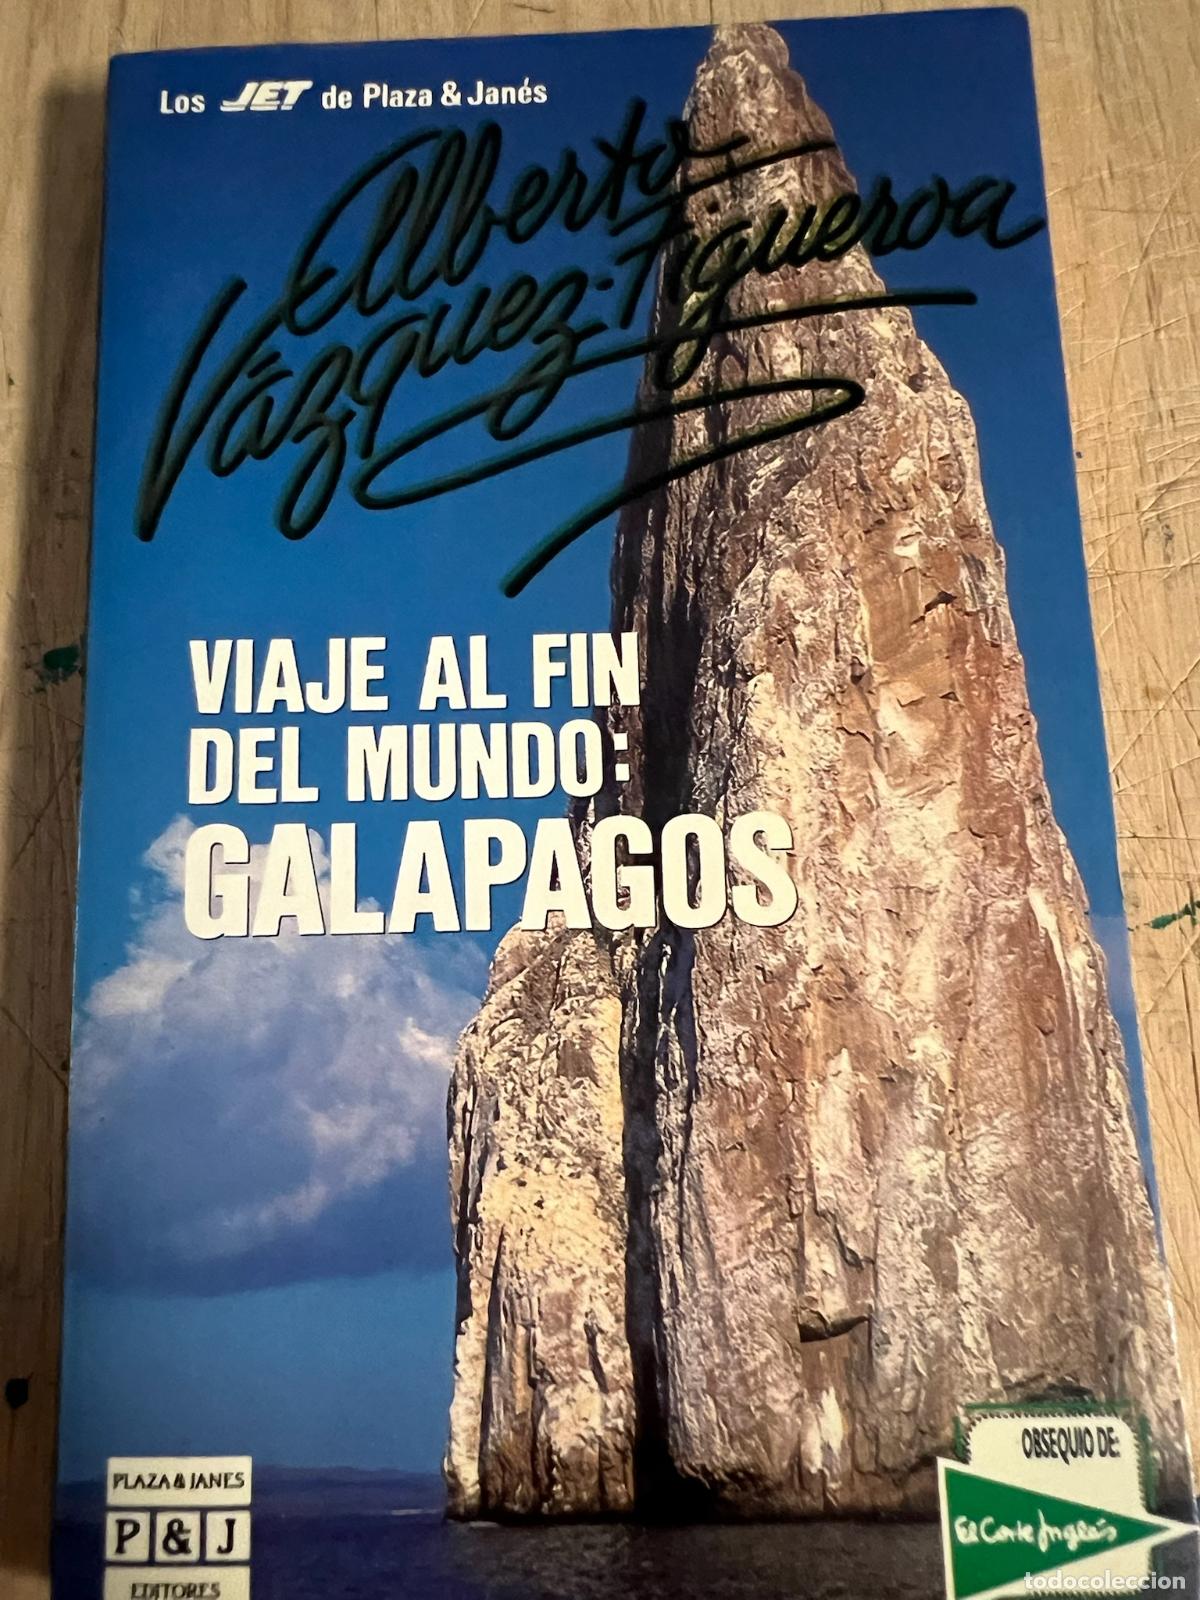 Los JET de Plaza & Janés
Alberto
Vázquez-Figueroa
VIAJE AL FIN
DEL MUNDO:
GALAPAGOS
PLAZA & JANES
P & J
EDITORES
OBSEQUIO DE:
El Corte Inglés
todocoleccion